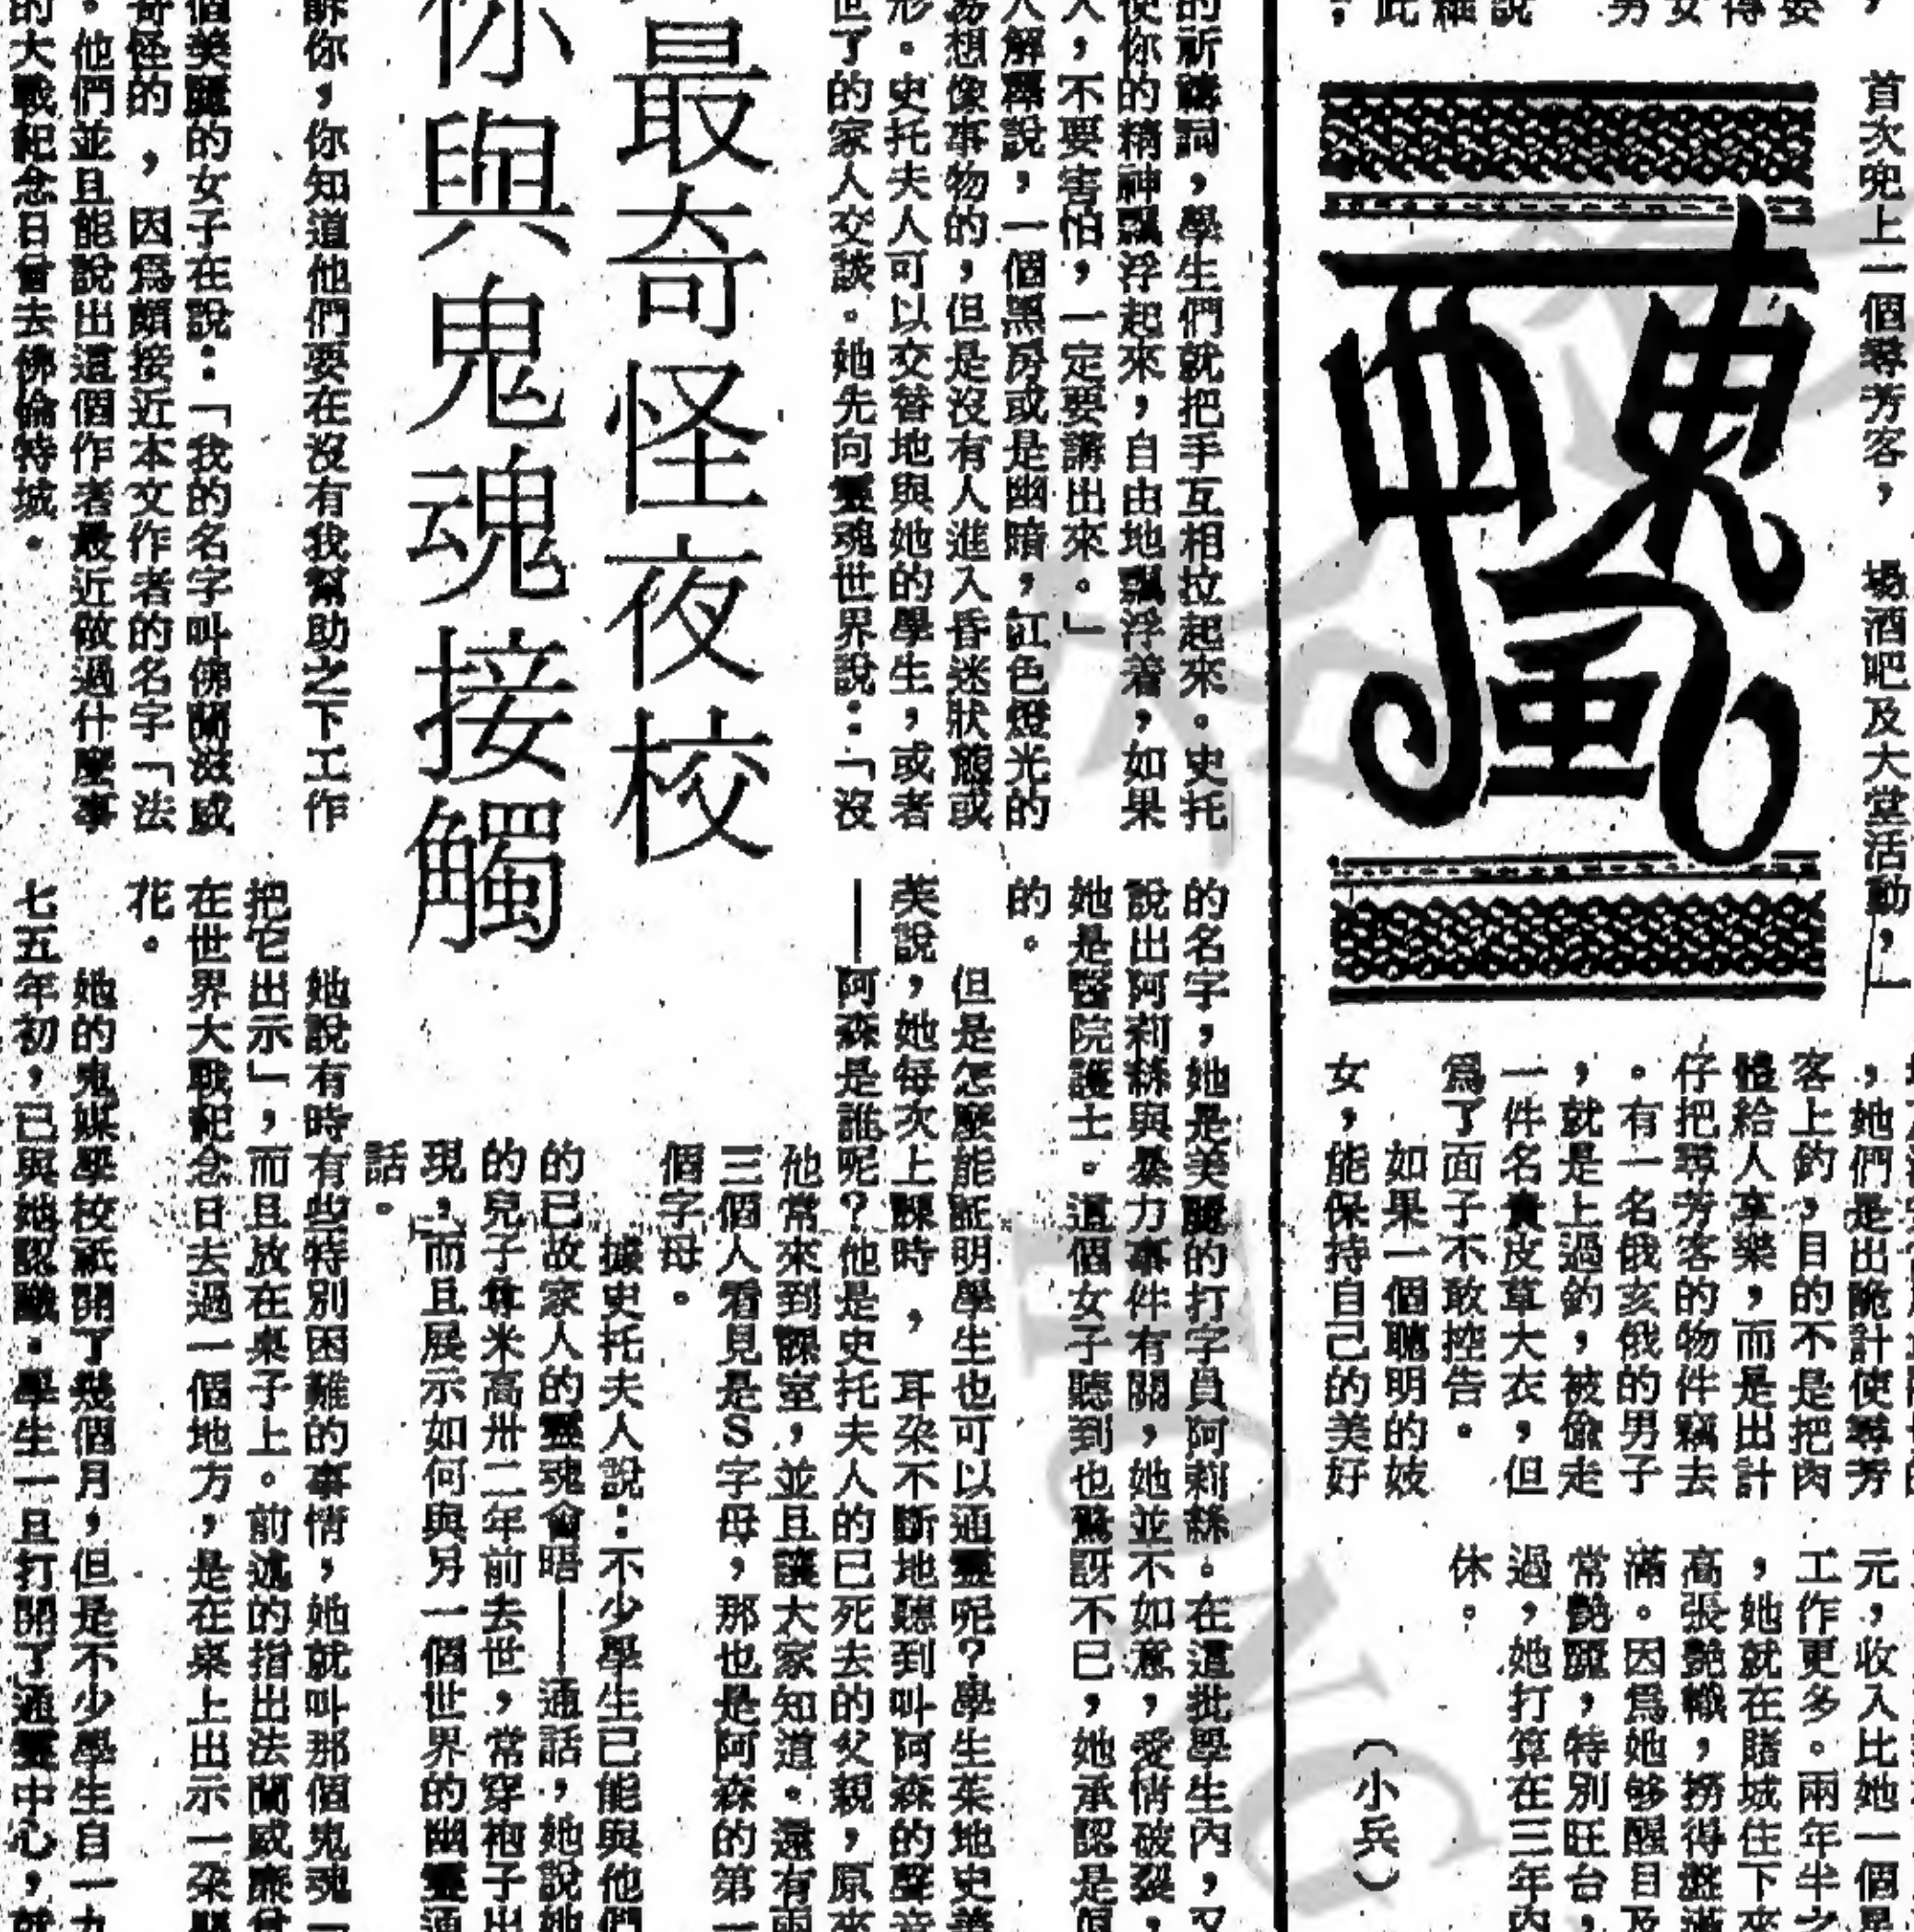 要
得
女
男
說
維
此
首次兜上一個尋芳客，
場酒吧及大堂活動，」
東西風
，她們是出詭計使尋芳
客上釣，目的不是把肉
體給人享樂，而是出計
仔把尋芳客的物件竊去
。有一名俄亥俄的男子
，就是上過釣，被偷走
一件名貴皮草大衣，但
爲了面子不敢控告。
如果一個聰明的妓
女，能保持自己的美好
元，收入比她一個星
工作更多。兩年半少
，她就在賭城住下來
高張艷幟，撈得盤滿
滿。因爲她够醒目及
常艷麗，特別旺台，
過，她打算在三年內
休。
（小兵）
的祈禱詞，學生們就把手互相拉起來。史托
使你的精神飄浮起來，自由地飄浮着，如果
人，不要害怕，一定要講出來。」
人解釋說，一個黑房或是幽暗，紅色燈光的
務想像事物的，但是沒有人進入昏迷狀態或
形。史托夫人可以交替地與她的學生，或者
世了的家人交談。她先向靈魂世界說：「沒
最奇怪夜校
你與鬼魂接觸
訴你，你知道他們要在沒有我幫助之下工作
個美麗的女子在說：「我的名字叫佛蘭溦威
奇怪的，因爲頗接近本文作者的名字「法
，他們並且能說出這個作者最近做過什麼事
的大戰紀念日曾去佛倫特城。
的名字，她是美麗的打字員阿莉絲。在這批學生內，又
說出阿莉絲與暴力事件有關，她並不如意，愛情破裂，
她是醫院護士。這個女子聽到也驚訝不已，她承認是個
的。
但是怎麼能証明學生也可以通靈呢？學生茱地史善
芙說，她每次上課時，耳朶不斷地聽到叫阿森的聲音
——阿森是誰呢？他是史托夫人的已死去的父親，原來
他常來到課室，並且讓大家知道。還有兩
三個人看見是S字母，那也是阿森的第一
個字母。
據史托夫人說：不少學生已能與他們
的已故家人的靈魂會晤——通話，她說她
的兒子韋米高卅二年前去世，常穿袍子出
現，而且展示如何與另一個世界的幽靈通
話。
她說有時有些特別困難的事情，她就叫那個鬼魂「
把它出示」，而且放在桌子上。前述的指出法蘭威廉曾
在世界大戰紀念日去過一個地方，是在桌上出示一朶罌
花。
她的鬼媒學校祇開了幾個月，但是不少學生自一九
七五年初，已與她認識。學生一旦打開了通靈中心，就
HONG